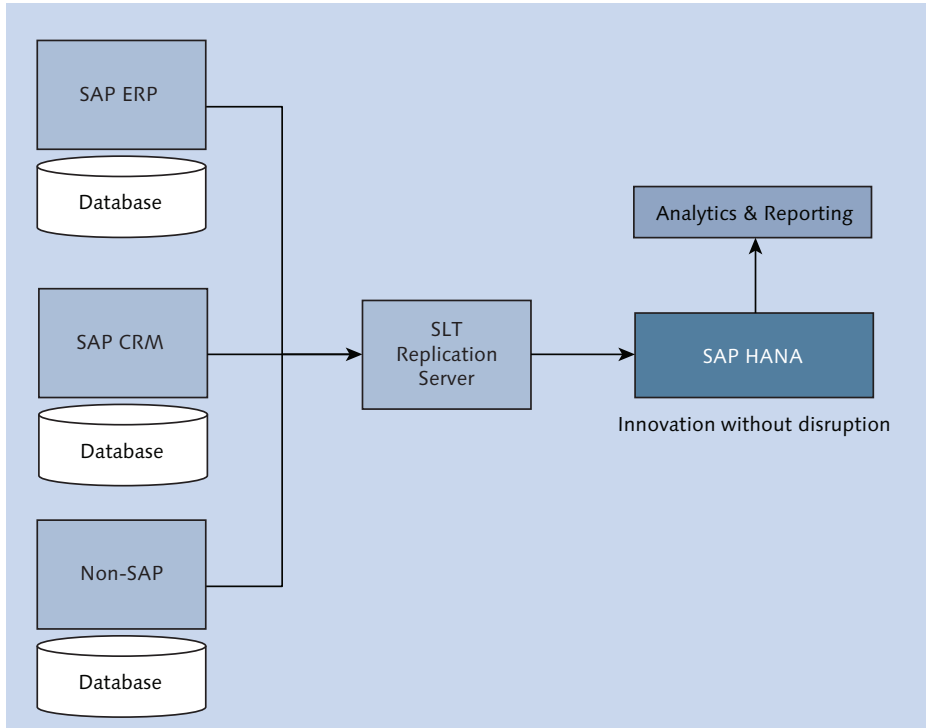 SAP ERP
Database
SAP CRM
Database
Non-SAP
Database
SLT
Replication
Server
Analytics & Reporting
SAP HANA
Innovation without disruption